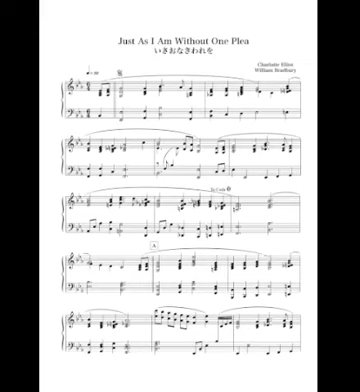 Just As I Am Without One Plea
いさおなきわれを
Charlotte Elliot
William Bradbury
To Coda
A